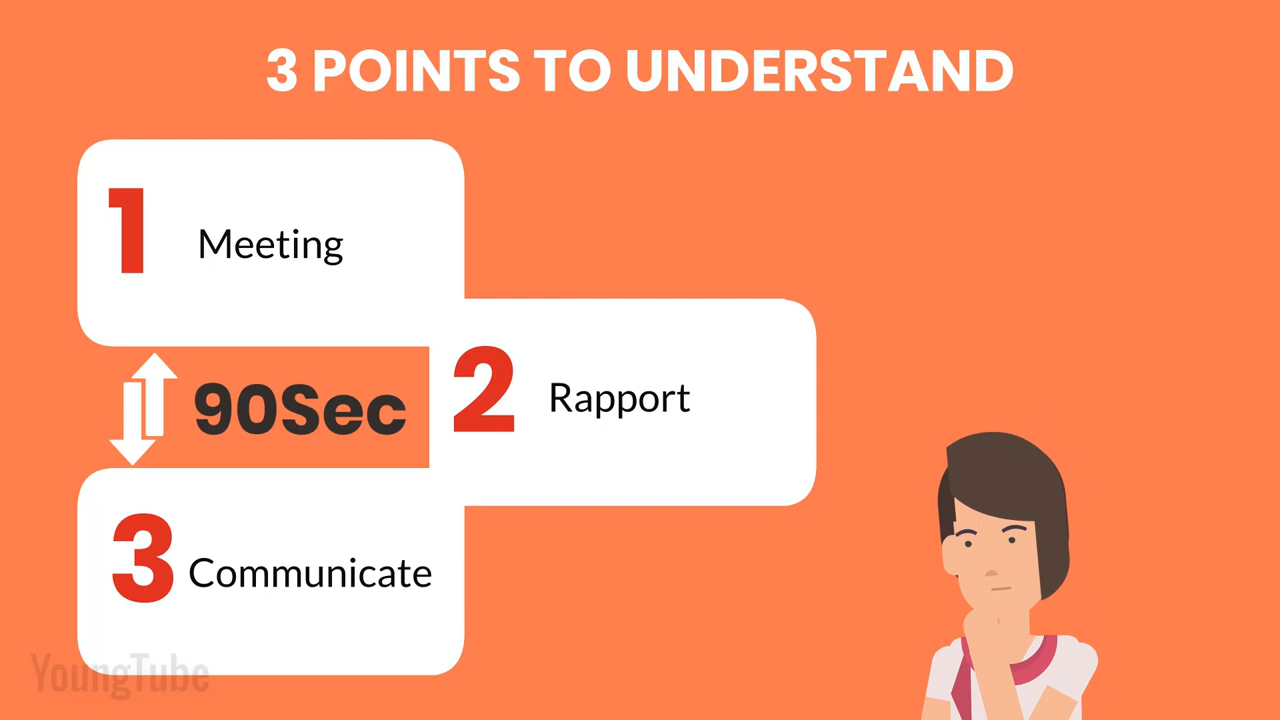 3 POINTS TO UNDERSTAND
1 Meeting
90Sec
2 Rapport
3 Communicate
YoungTube